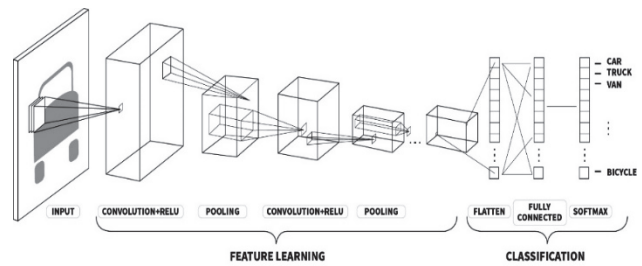 CAR
TRUCK
VAN
BICYCLE
INPUT
CONVOLUTION+RELU
POOLING
CONVOLUTION+RELU
POOLING
FLATTEN
FULLY
CONNECTED
SOFTMAX
FEATURE LEARNING
CLASSIFICATION